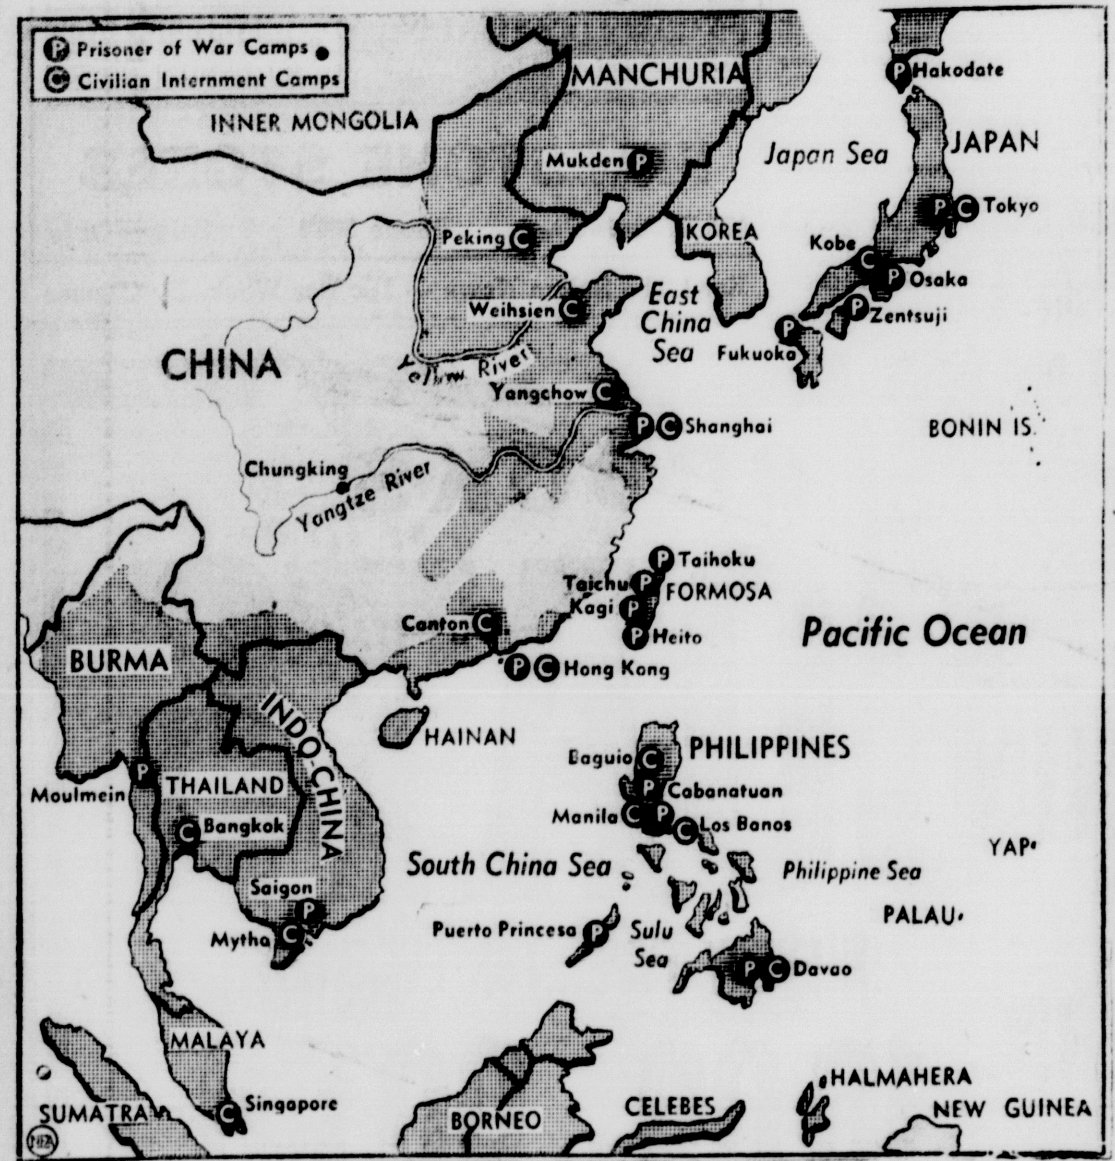 P Prisoner of War Camps
C Civilian Internment Camps
MANCHURIA
P Hakodate
INNER MONGOLIA
JAPAN
Japan Sea
Mukden P
P C Tokyo
KOREA
Peking C
Kobe
C
P Osaka
Weihsien C
East
China
Sea
P Zentsuji
P
Fukuoka
CHINA
Yellow River
Yangchow C
P C Shanghai
BONIN IS.
Chungking
Yangtze River
P Taihoku
Taichu P
FORMOSA
Kagi P
P Heito
Canton C
Pacific Ocean
BURMA
P C Hong Kong
INDO-CHINA
HAINAN
PHILIPPINES
Baguio C
P
Moulmein
THAILAND
P Cabanatuan
Manila C P
C Los Banos
C Bangkok
YAP
South China Sea
Philippine Sea
Saigon
P
PALAU
Mytho C
Puerto Princesa P
Sulu
Sea
P C Davao
MALAYA
HALMAHERA
SUMATRA
C Singapore
BORNEO
CELEBES
NEW GUINEA